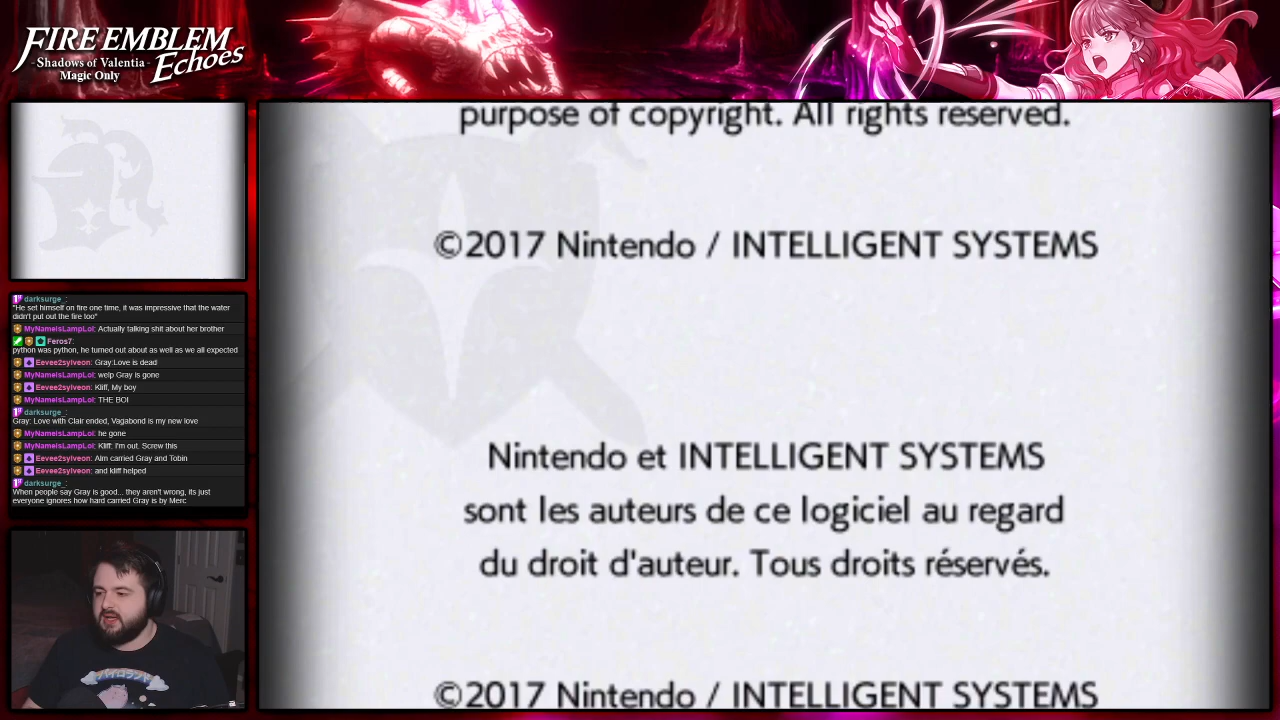 FIRE EMBLEM
Echoes
- Shadows of Valentia -
Magic Only
purpose of copyright. All rights reserved.
©2017 Nintendo / INTELLIGENT SYSTEMS
Nintendo et INTELLIGENT SYSTEMS
sont les auteurs de ce logiciel au regard
du droit d'auteur. Tous droits réservés.
©2017 Nintendo / INTELLIGENT SYSTEMS
darksurge_:
"He set himself on fire one time, it was impressive that the water
didn't put out the fire too"
MyNameIsLampLol: Actually talking shit about her brother
Feros7:
python was python, he turned out about as well as we all expected
Eevee2sylveon: Gray:Love is dead
MyNameIsLampLol: welp Gray is gone
Eevee2sylveon: Kliff, My boy
MyNameIsLampLol: THE BOI
darksurge_:
Gray: Love with Clair ended, Vagabond is my new love
MyNameIsLampLol: he gone
MyNameIsLampLol: Kliff: I'm out. Screw this
Eevee2sylveon: Alm carried Gray and Tobin
Eevee2sylveon: and kliff helped
darksurge_:
When people say Gray is good... they aren't wrong, its just
everyone ignores how hard carried Gray is by Merc